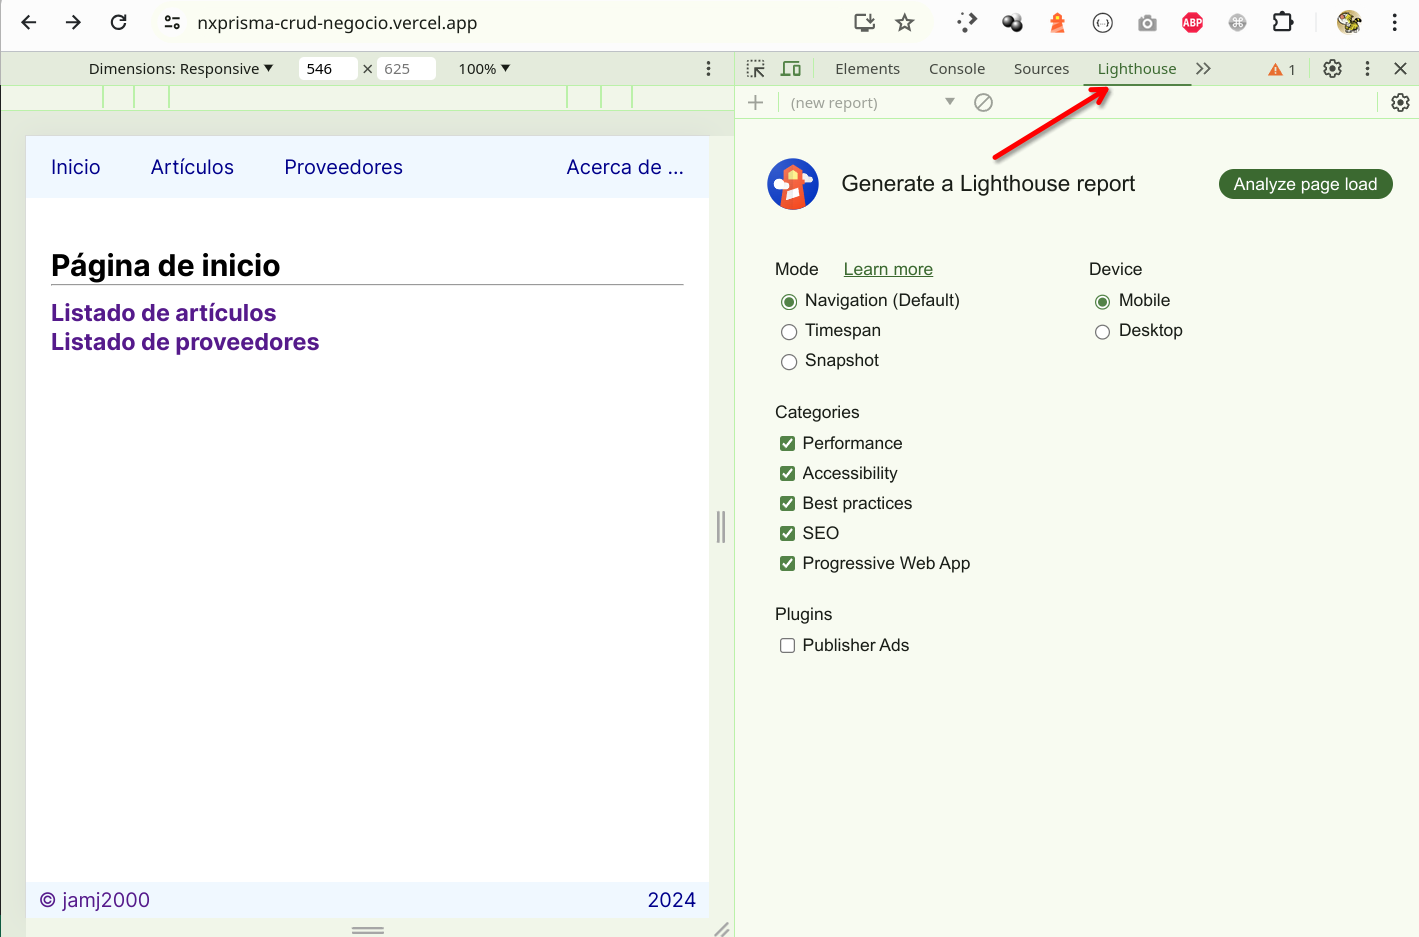 nxprisma-crud-negocio.vercel.app
ABP
Dimensions: Responsive 546 × 625 100%
Elements Console Sources Lighthouse 1
(new report)
Inicio Artículos Proveedores Acerca de ...
Página de inicio
Listado de artículos
Listado de proveedores
© jamj2000 2024
Generate a Lighthouse report Analyze page load
Mode Learn more
Navigation (Default)
Timespan
Snapshot
Device
Mobile
Desktop
Categories
Performance
Accessibility
Best practices
SEO
Progressive Web App
Plugins
Publisher Ads